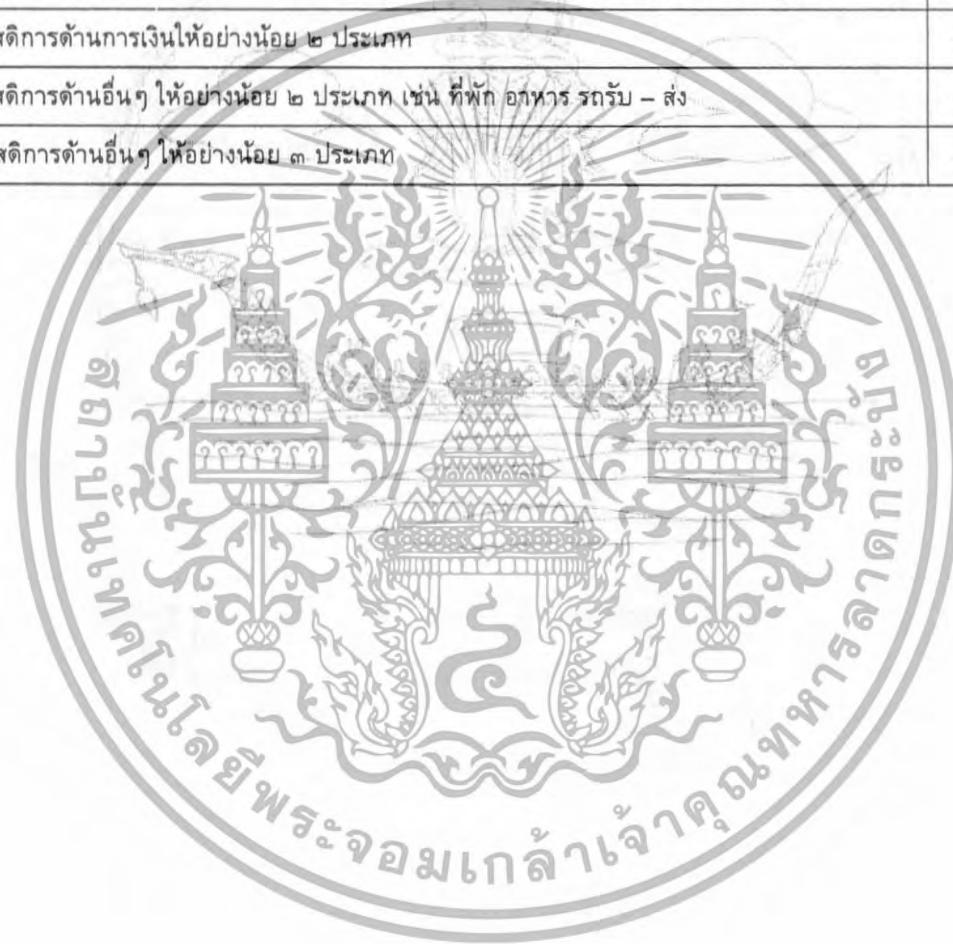 สดิการด้านการเงินให้อย่างน้อย ๒ ประเภท
สดิการด้านอื่นๆ ให้อย่างน้อย ๒ ประเภท เช่น ที่พัก อาหาร รถรับ – ส่ง
สดิการด้านอื่นๆ ให้อย่างน้อย ๓ ประเภท
๔
สถาบันเทคโนโลยีพระจอมเกล้าเจ้าคุณทหารลาดกระบัง